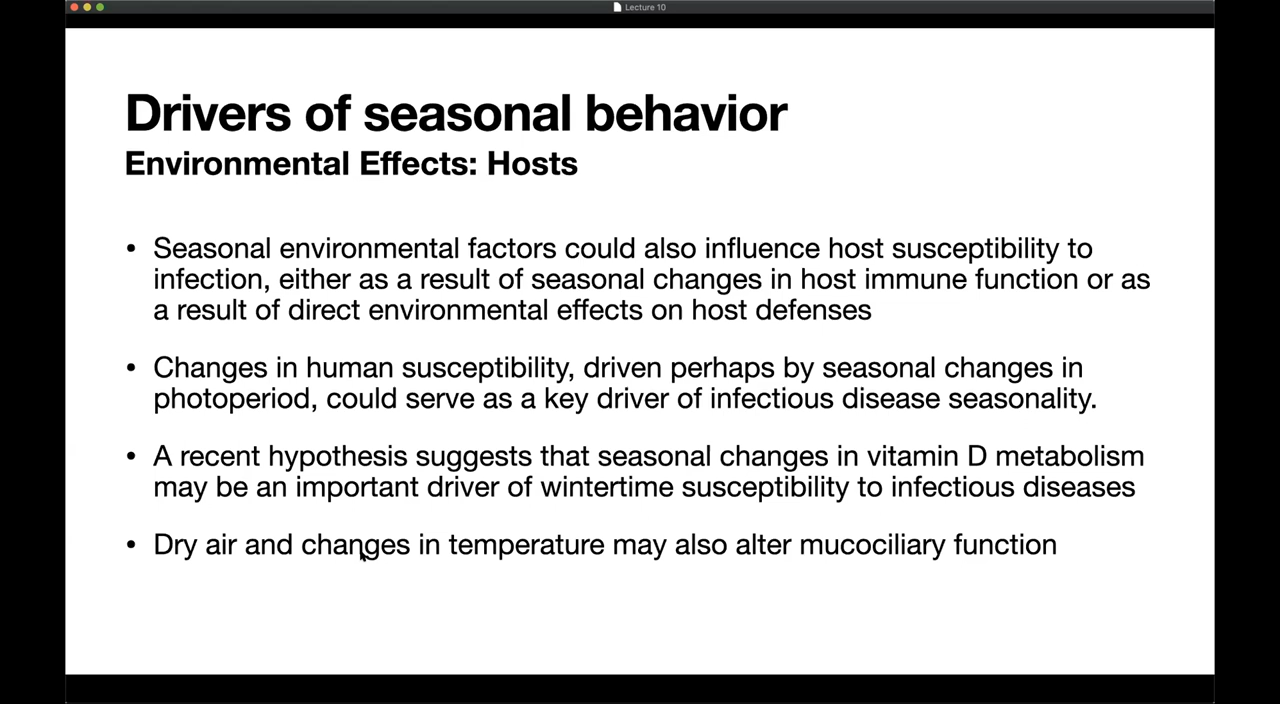 Lecture 10
Drivers of seasonal behavior
Environmental Effects: Hosts
• Seasonal environmental factors could also influence host susceptibility to
infection, either as a result of seasonal changes in host immune function or as
a result of direct environmental effects on host defenses
• Changes in human susceptibility, driven perhaps by seasonal changes in
photoperiod, could serve as a key driver of infectious disease seasonality.
• A recent hypothesis suggests that seasonal changes in vitamin D metabolism
may be an important driver of wintertime susceptibility to infectious diseases
• Dry air and changes in temperature may also alter mucociliary function